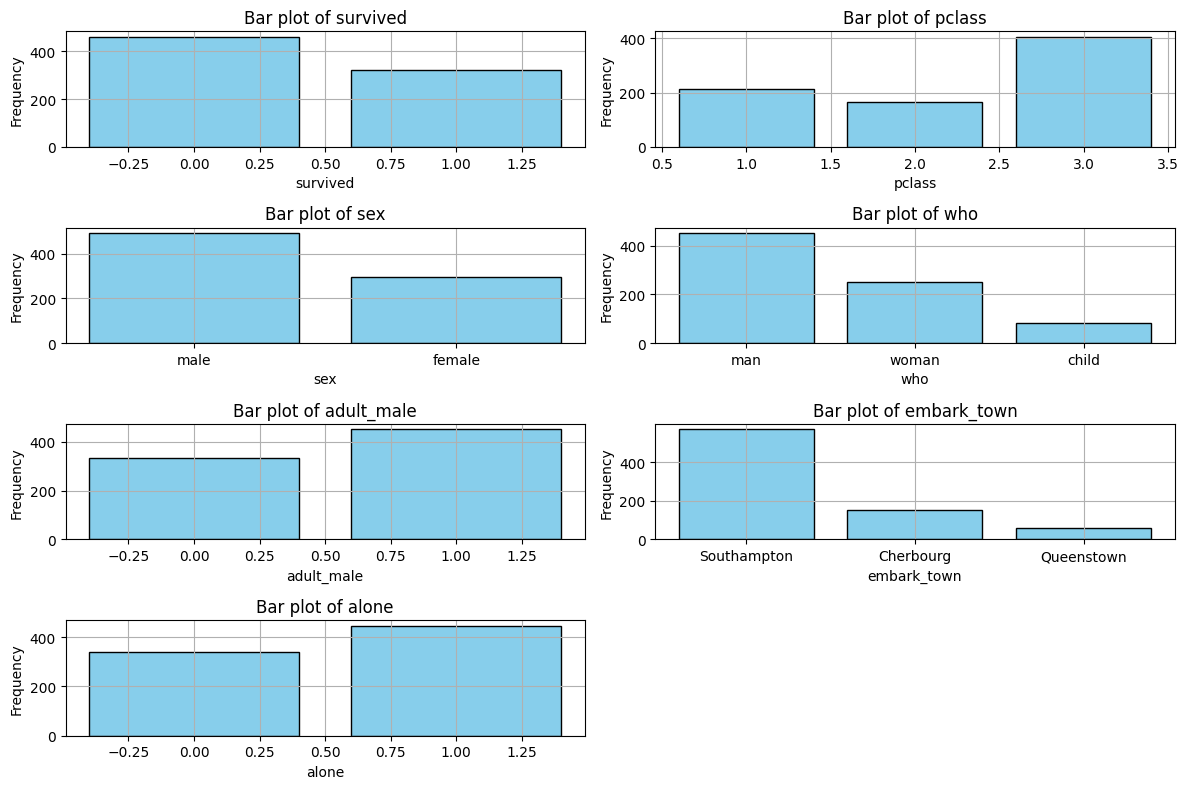 Bar plot of survived
Frequency
400
200
0
−0.25 0.00 0.25 0.50 0.75 1.00 1.25
survived
Bar plot of pclass
Frequency
400
200
0
0.5 1.0 1.5 2.0 2.5 3.0 3.5
pclass
Bar plot of sex
Frequency
400
200
0
male female
sex
Bar plot of who
Frequency
400
200
0
man woman child
who
Bar plot of adult_male
Frequency
400
200
0
−0.25 0.00 0.25 0.50 0.75 1.00 1.25
adult_male
Bar plot of embark_town
Frequency
400
200
0
Southampton Cherbourg Queenstown
embark_town
Bar plot of alone
Frequency
400
200
0
−0.25 0.00 0.25 0.50 0.75 1.00 1.25
alone